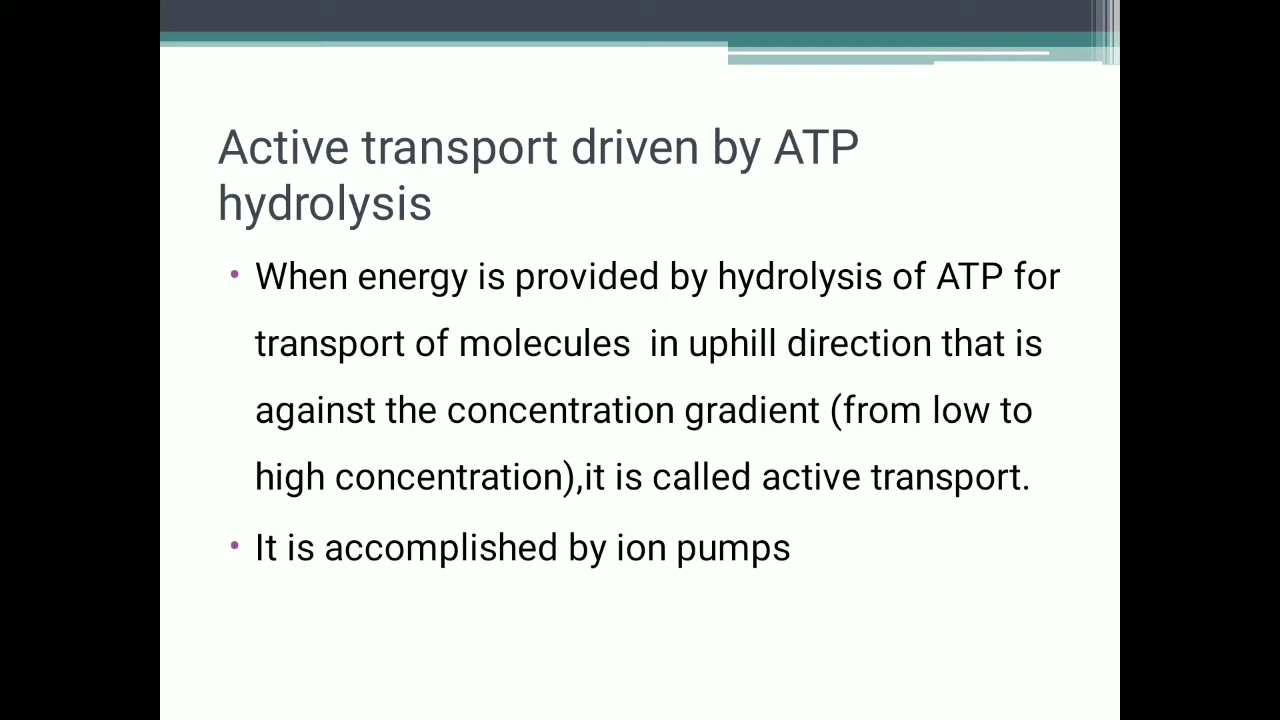 Active transport driven by ATP
hydrolysis
• When energy is provided by hydrolysis of ATP for
transport of molecules  in uphill direction that is
against the concentration gradient (from low to
high concentration),it is called active transport.
• It is accomplished by ion pumps